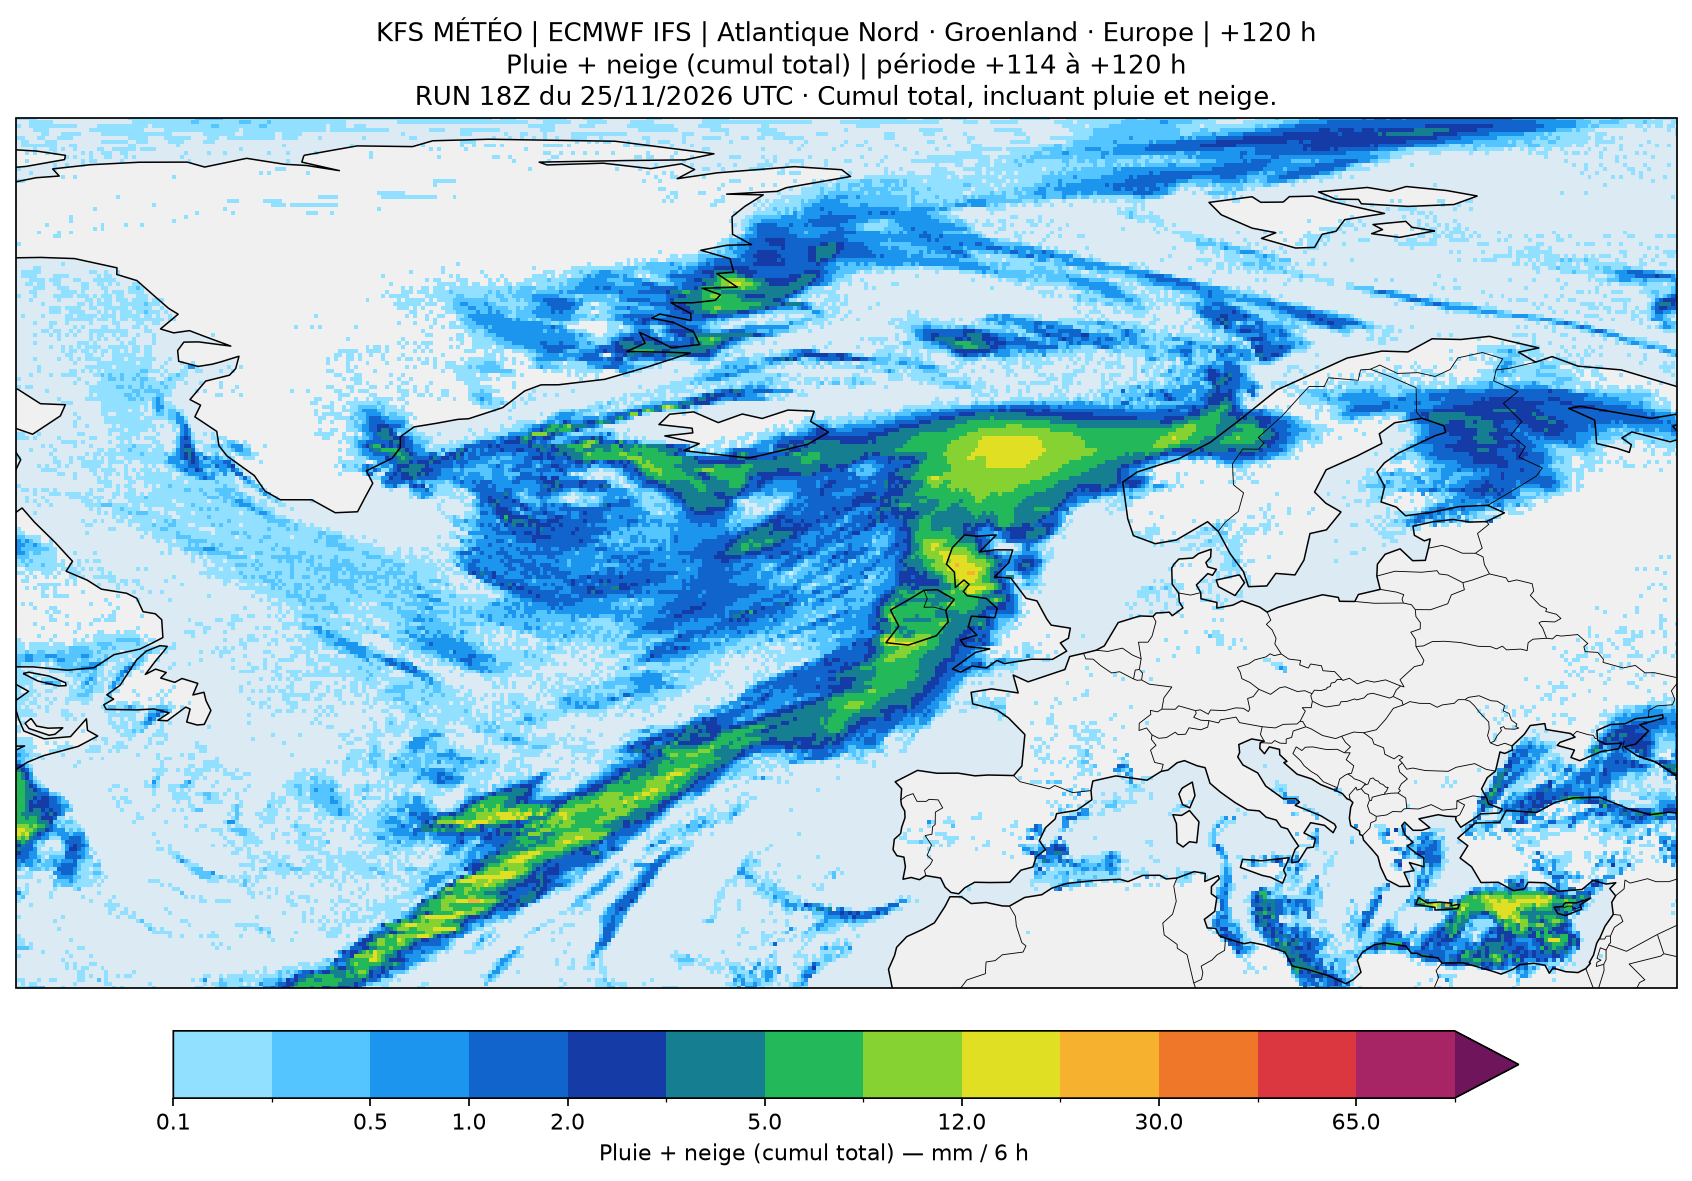 KFS MÉTÉO | ECMWF IFS | Atlantique Nord · Groenland · Europe | +120 h
Pluie + neige (cumul total) | période +114 à +120 h
RUN 18Z du 25/11/2026 UTC · Cumul total, incluant pluie et neige.
0.1 0.5 1.0 2.0 5.0 12.0 30.0 65.0
Pluie + neige (cumul total) — mm / 6 h